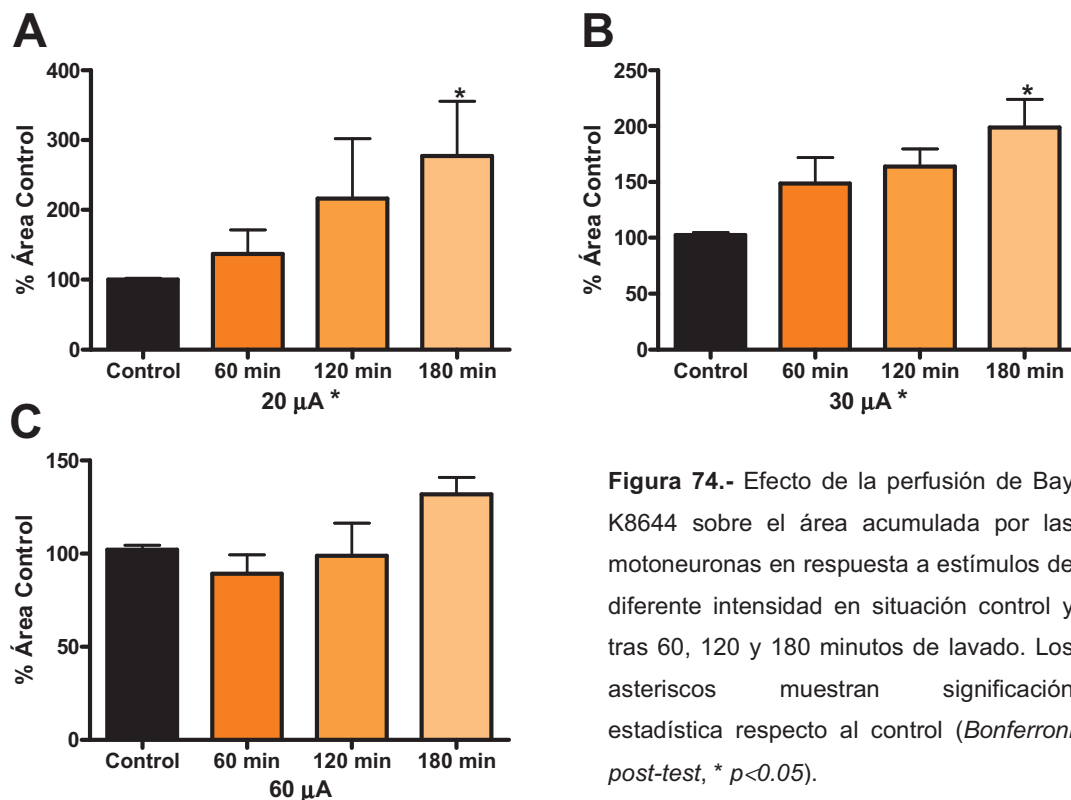 A
400
300
200
100
0
% Área Control
*
Control 60 min 120 min 180 min
20 μA *
B
250
200
150
100
50
0
% Área Control
*
Control 60 min 120 min 180 min
30 μA *
C
150
100
50
0
% Área Control
Control 60 min 120 min 180 min
60 μA
Figura 74.- Efecto de la perfusión de Bay
K8644 sobre el área acumulada por las
motoneuronas en respuesta a estímulos de
diferente intensidad en situación control y
tras 60, 120 y 180 minutos de lavado. Los
asteriscos muestran significación
estadística respecto al control (Bonferroni
post-test, * p<0.05).